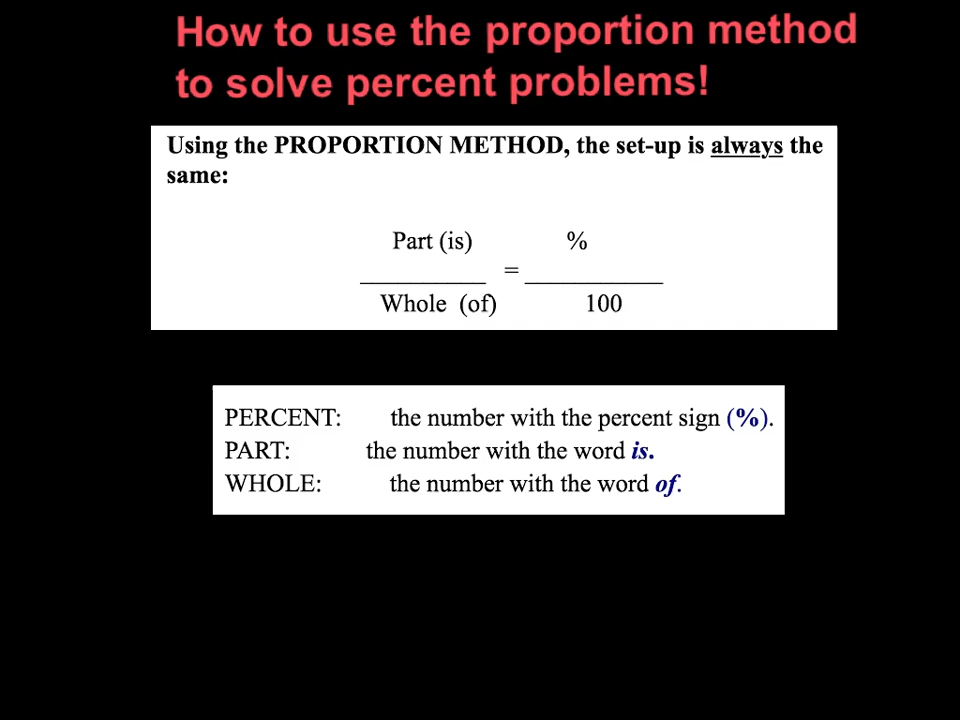 How to use the proportion method
to solve percent problems!
Using the PROPORTION METHOD, the set-up is always the
same:
Part (is) %
=
Whole (of) 100
PERCENT: the number with the percent sign (%).
PART: the number with the word is.
WHOLE: the number with the word of.